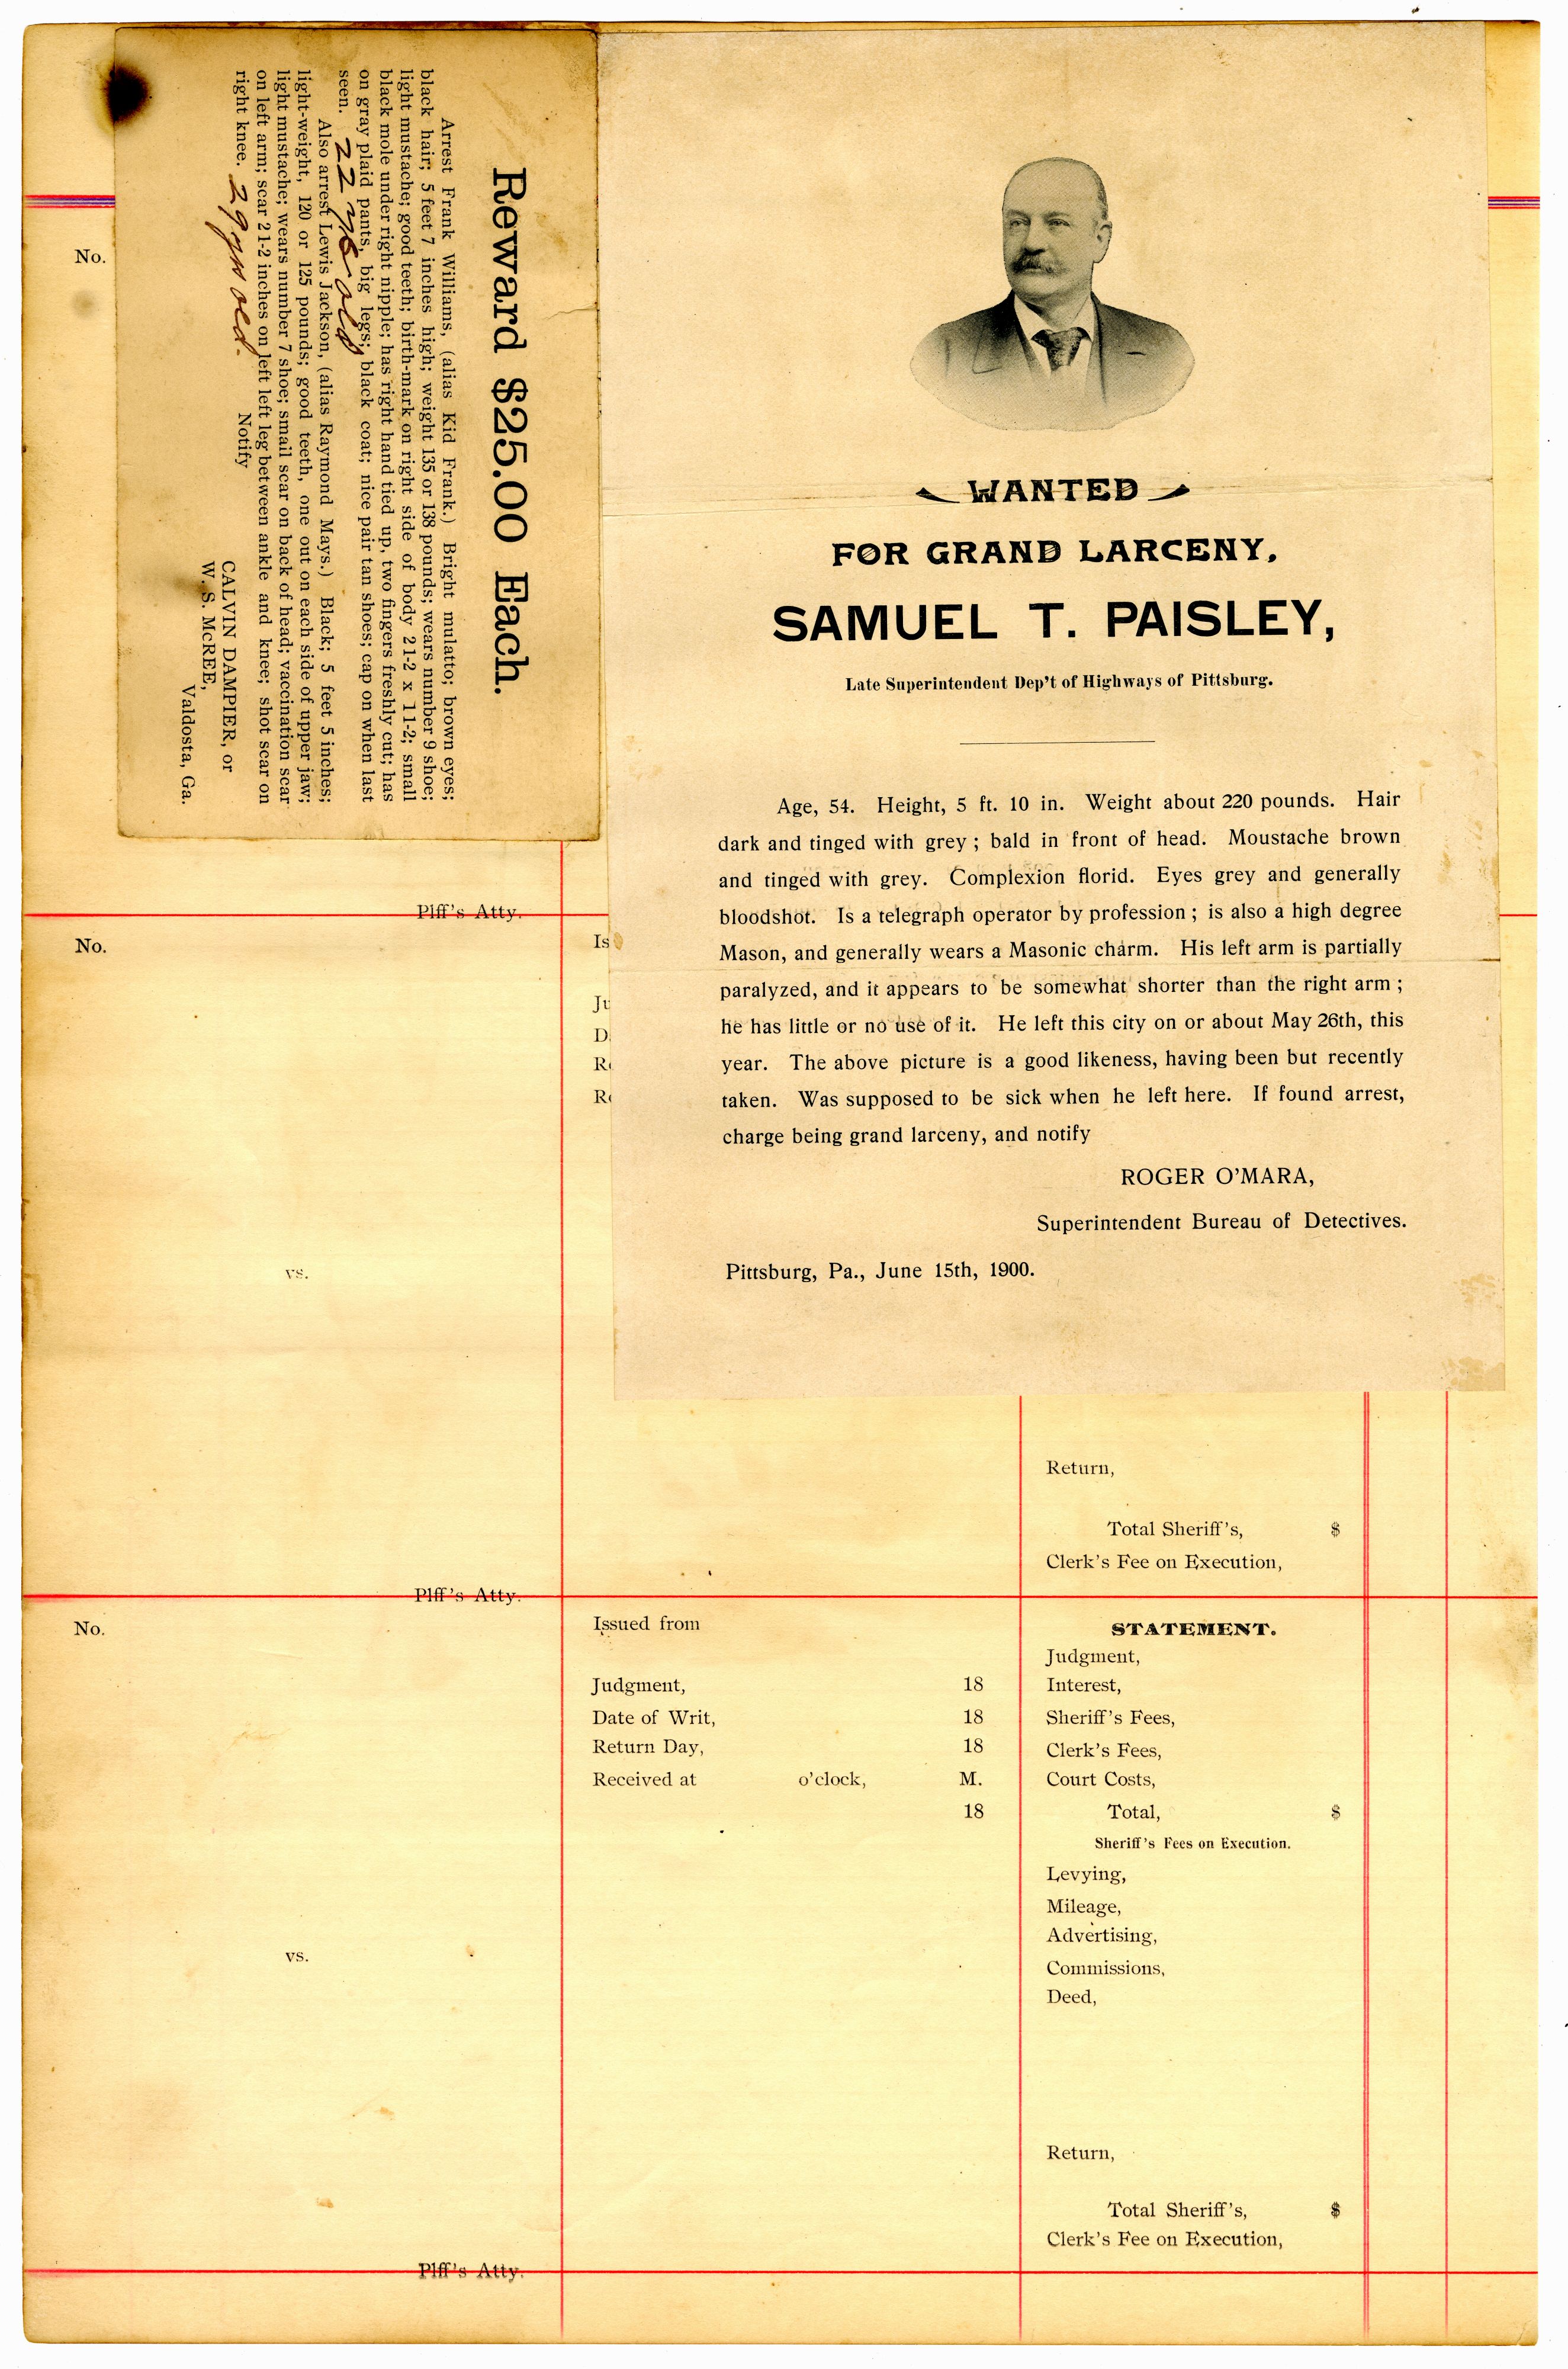 Reward $25.00 Each.
Arrest Frank Williams, (alias Kid Frank.) Bright mulatto; brown eyes;
black hair; 5 feet 7 inches high; weight 135 or 138 pounds; wears number 9 shoe;
light mustache; good teeth; birth-mark on right side of body 2 1-2 x 1 1-2; small
black mole under right nipple; has right hand tied up, two fingers freshly cut; has
on gray plaid pants, big legs; black coat; nice pair tan shoes; cap on when last
seen. 22 yrs old
Also arrest Lewis Jackson, (alias Raymond Mays.) Black; 5 feet 5 inches;
light-weight, 120 or 125 pounds; good teeth, one out on each side of upper jaw;
light mustache; wears number 7 shoe; small scar on back of head; vaccination scar
on left arm; scar 2 1-2 inches on left left leg between ankle and knee; shot scar on
right knee. 29 yrs old.
Notify
CALVIN DAMPIER, or
W. S. McREE,
Valdosta, Ga.
WANTED
FOR GRAND LARCENY,
SAMUEL T. PAISLEY,
Late Superintendent Dep't of Highways of Pittsburg.
Age, 54. Height, 5 ft. 10 in. Weight about 220 pounds. Hair
dark and tinged with grey ; bald in front of head. Moustache brown
and tinged with grey. Complexion florid. Eyes grey and generally
bloodshot. Is a telegraph operator by profession ; is also a high degree
Mason, and generally wears a Masonic charm. His left arm is partially
paralyzed, and it appears to be somewhat shorter than the right arm ;
he has little or no use of it. He left this city on or about May 26th, this
year. The above picture is a good likeness, having been but recently
taken. Was supposed to be sick when he left here. If found arrest,
charge being grand larceny, and notify
ROGER O'MARA,
Superintendent Bureau of Detectives.
Pittsburg, Pa., June 15th, 1900.
No.
Plff's Atty.
No.
Is
Ju
D
R
R
vs.
Return,
Total Sheriff's, $
Clerk's Fee on Execution,
Plff's Atty.
No.
Issued from
Judgment, 18
Date of Writ, 18
Return Day, 18
Received at o'clock, M.
18
STATEMENT.
Judgment,
Interest,
Sheriff's Fees,
Clerk's Fees,
Court Costs,
Total, $
Sheriff's Fees on Execution.
Levying,
Mileage,
Advertising,
Commissions,
Deed,
vs.
Return,
Total Sheriff's, $
Clerk's Fee on Execution,
Plff's Atty.